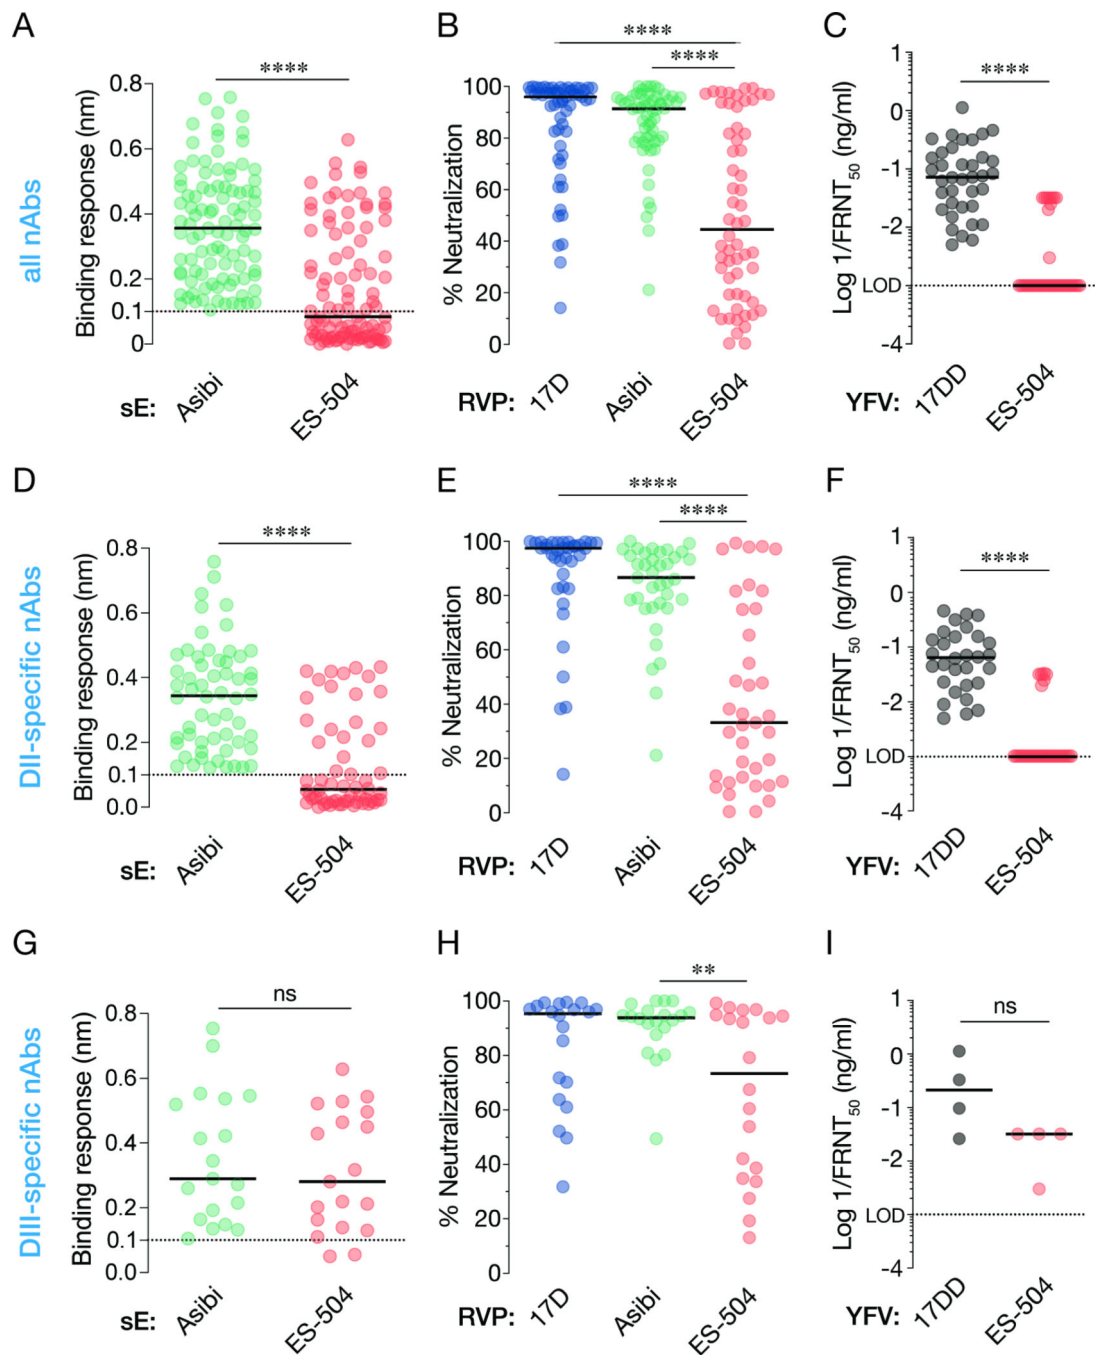 A
B
C
all nAbs
Binding response (nm)
0.8
0.6
0.4
0.2
0.1
0
****
sE:
Asibi
ES-504
% Neutralization
100
80
60
40
20
0
****
****
RVP:
17D
Asibi
ES-504
Log 1/FRNT50 (ng/ml)
1
0
-1
-2
LOD
-4
****
YFV:
17DD
ES-504
D
E
F
DII-specific nAbs
Binding response (nm)
0.8
0.6
0.4
0.2
0.1
0.0
****
sE:
Asibi
ES-504
% Neutralization
100
80
60
40
20
0
****
****
RVP:
17D
Asibi
ES-504
Log 1/FRNT50 (ng/ml)
1
0
-1
-2
LOD
-4
****
YFV:
17DD
ES-504
G
H
I
DIII-specific nAbs
Binding response (nm)
0.8
0.6
0.4
0.2
0.1
0.0
ns
sE:
Asibi
ES-504
% Neutralization
100
80
60
40
20
0
**
RVP:
17D
Asibi
ES-504
Log 1/FRNT50 (ng/ml)
1
0
-1
-2
LOD
-4
ns
YFV:
17DD
ES-504